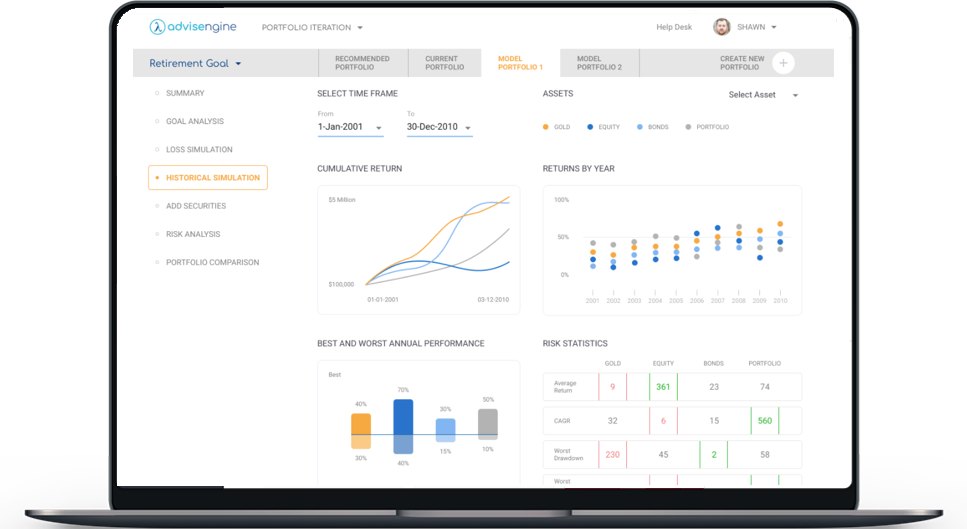 advisengine
PORTFOLIO ITERATION
Help Desk
SHAWN
Retirement Goal
RECOMMENDED
PORTFOLIO
CURRENT
PORTFOLIO
MODEL
PORTFOLIO 1
MODEL
PORTFOLIO 2
CREATE NEW
PORTFOLIO
+
SUMMARY
GOAL ANALYSIS
LOSS SIMULATION
HISTORICAL SIMULATION
ADD SECURITIES
RISK ANALYSIS
PORTFOLIO COMPARISON
SELECT TIME FRAME
From
1-Jan-2001
To
30-Dec-2010
ASSETS
Select Asset
GOLD
EQUITY
BONDS
PORTFOLIO
CUMULATIVE RETURN
$5 Million
$100,000
01-01-2001
03-12-2010
RETURNS BY YEAR
100%
50%
0%
2001 2002 2003 2004 2005 2006 2007 2008 2009 2010
BEST AND WORST ANNUAL PERFORMANCE
Best
40% 70% 30% 50%
30% 40% 15% 10%
RISK STATISTICS
GOLD EQUITY BONDS PORTFOLIO
Average
Return
9 361 23 74
CAGR 32 6 15 560
Worst
Drawdown
230 45 2 58
Worst